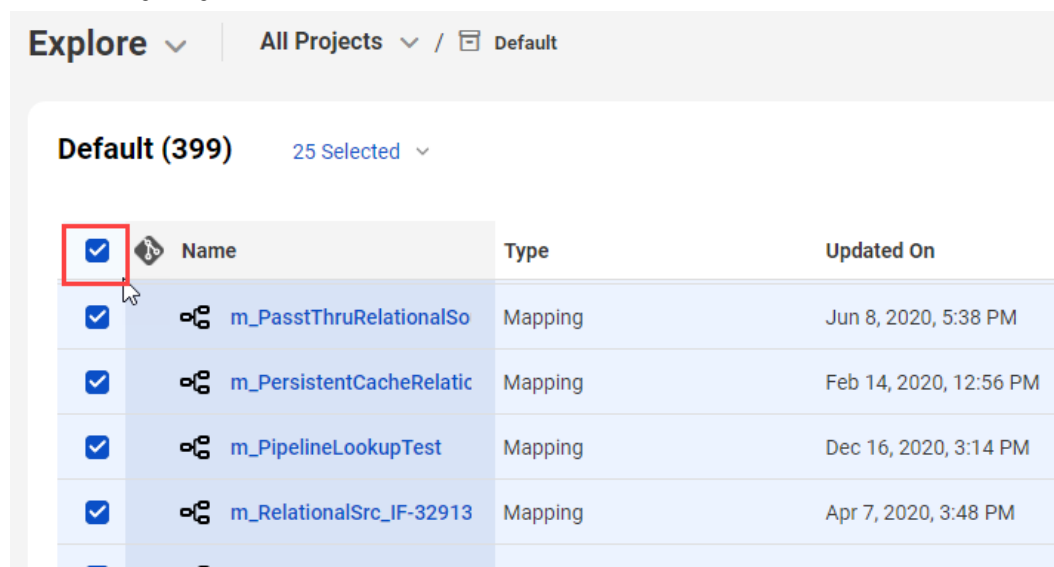 Explore
All Projects / Default
Default (399) 25 Selected
Name Type Updated On
m_PasstThruRelationalSo Mapping Jun 8, 2020, 5:38 PM
m_PersistentCacheRelatic Mapping Feb 14, 2020, 12:56 PM
m_PipelineLookupTest Mapping Dec 16, 2020, 3:14 PM
m_RelationalSrc_IF-32913 Mapping Apr 7, 2020, 3:48 PM